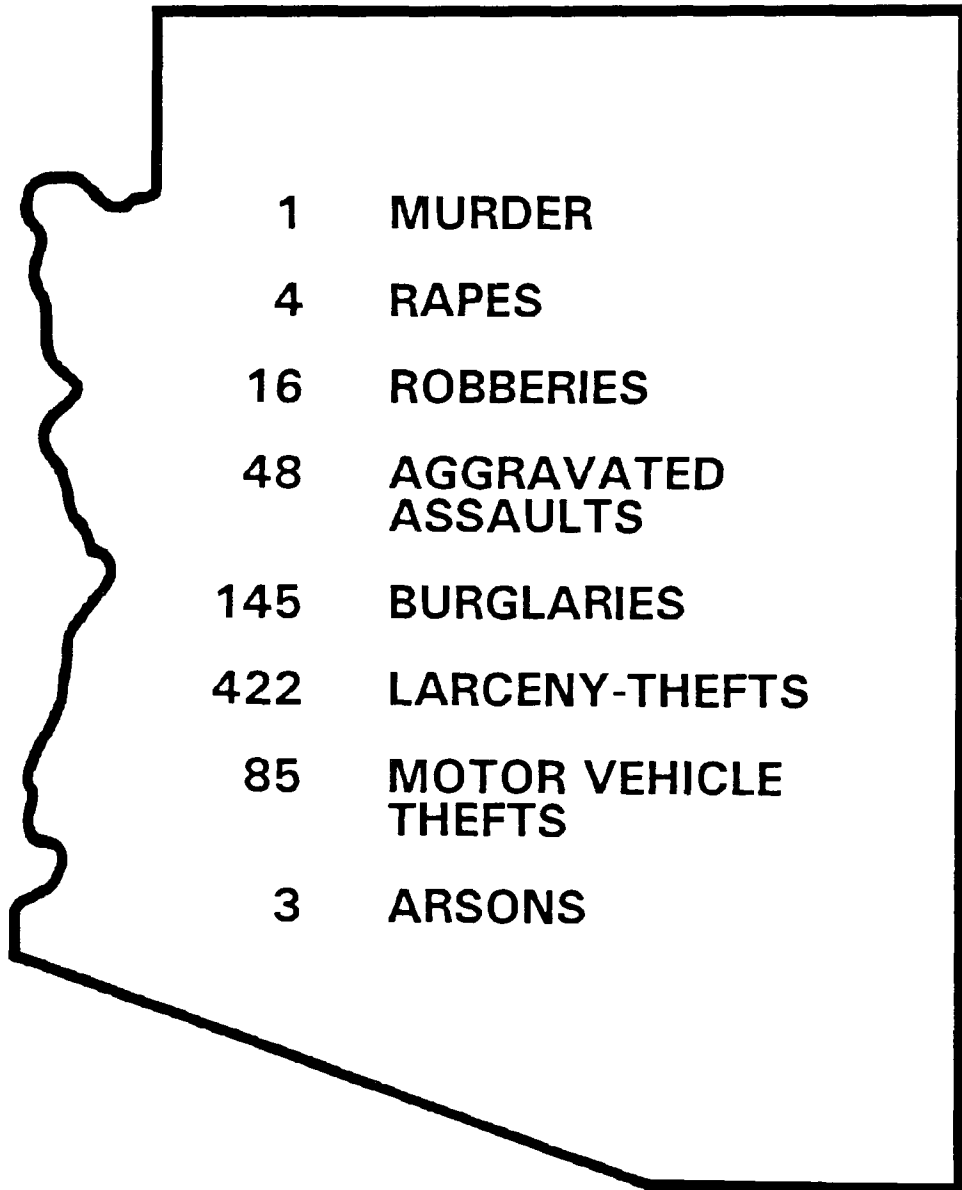 1 MURDER
4 RAPES
16 ROBBERIES
48 AGGRAVATED
ASSAULTS
145 BURGLARIES
422 LARCENY-THEFTS
85 MOTOR VEHICLE
THEFTS
3 ARSONS